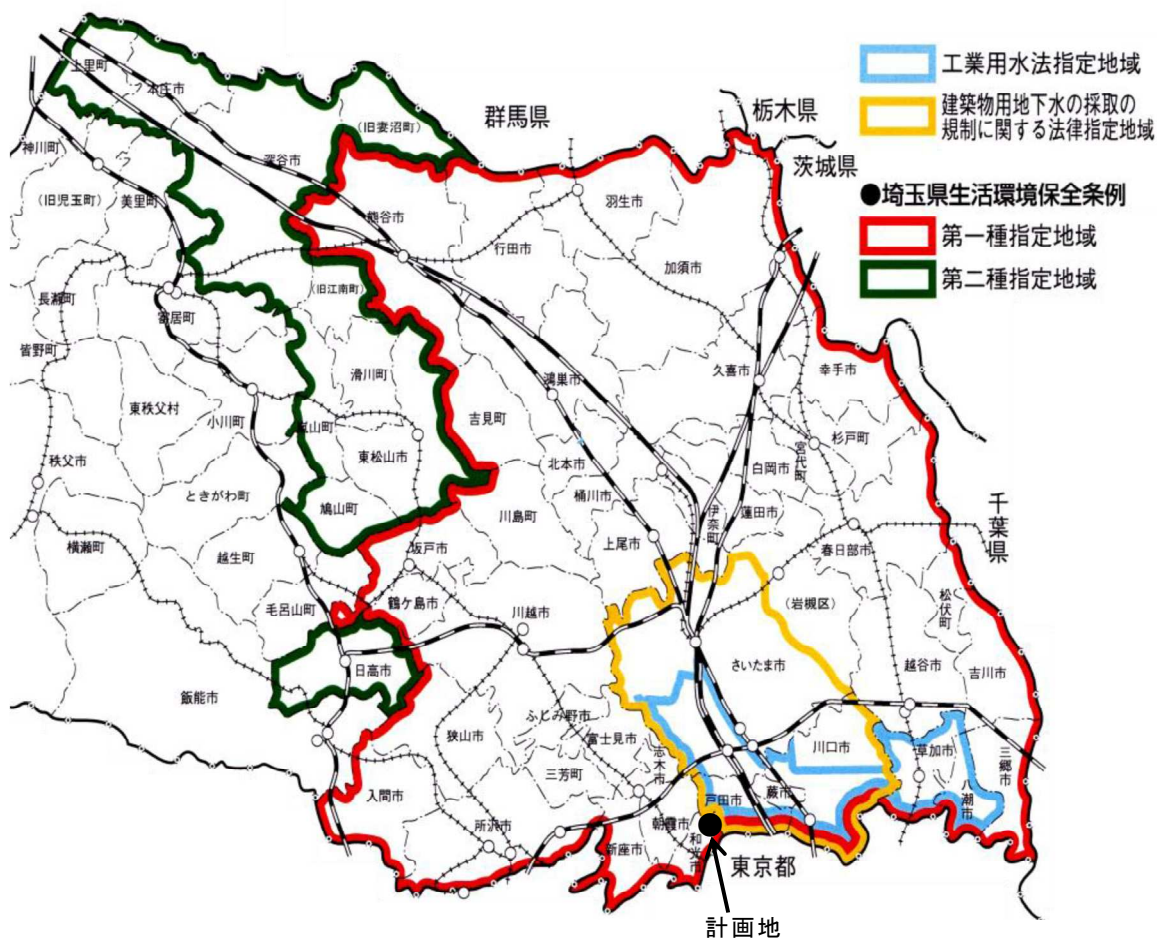 工業用水法指定地域
建築物用地下水の採取の
規制に関する法律指定地域
●埼玉県生活環境保全条例
第一種指定地域
第二種指定地域
群馬県
栃木県
茨城県
千葉県
東京都
上里町
本庄市
(旧妻沼町)
神川町
深谷市
(旧児玉町)
美里町
熊谷市
羽生市
行田市
加須市
(旧江南町)
長瀞町
寄居町
皆野町
滑川町
鴻巣市
久喜市
幸手市
東秩父村
小川町
嵐山町
吉見町
東松山市
宮代町
杉戸町
秩父市
北本市
白岡市
ときがわ町
鳩山町
桶川市
伊奈町
蓮田市
川島町
横瀬町
越生町
坂戸市
上尾市
春日部市
毛呂山町
鶴ケ島市
川越市
(岩槻区)
松伏町
日高市
さいたま市
越谷市
吉川市
飯能市
狭山市
ふじみ野市
富士見市
志木市
川口市
草加市
三郷市
三芳町
八潮市
入間市
戸田市
蕨市
所沢市
朝霞市
和光市
新座市
計画地